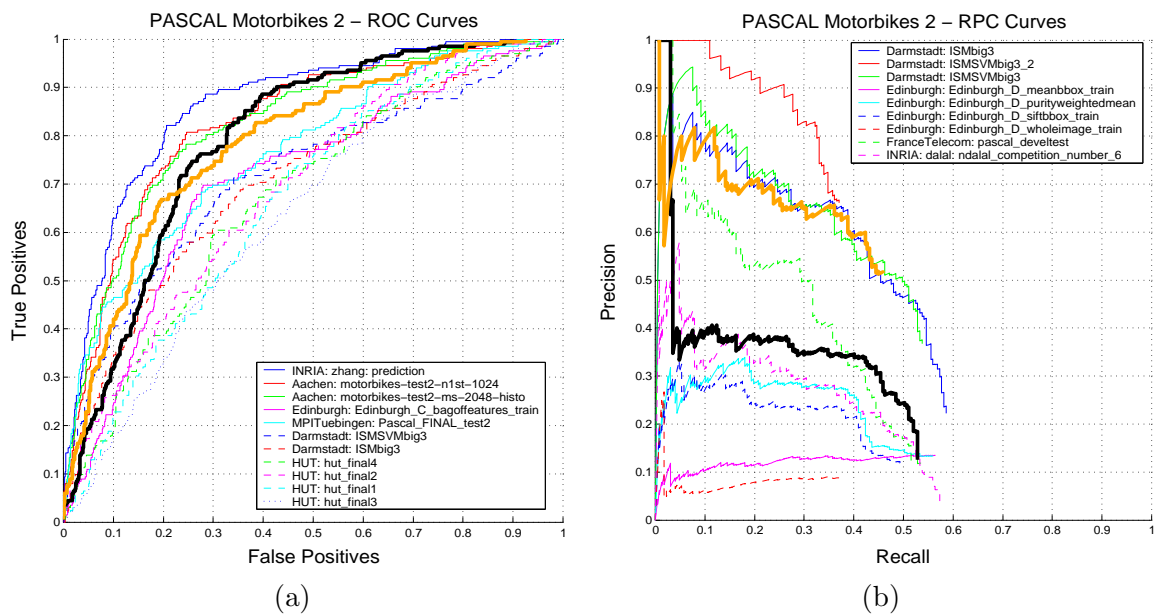 PASCAL Motorbikes 2 – ROC Curves
1
0.9
0.8
0.7
0.6
0.5
0.4
0.3
0.2
0.1
0
True Positives
INRIA: zhang: prediction
Aachen: motorbikes–test2–n1st–1024
Aachen: motorbikes–test2–ms–2048–histo
Edinburgh: Edinburgh_C_bagoffeatures_train
MPITuebingen: Pascal_FINAL_test2
Darmstadt: ISMSVMbig3
Darmstadt: ISMbig3
HUT: hut_final4
HUT: hut_final2
HUT: hut_final1
HUT: hut_final3
0 0.1 0.2 0.3 0.4 0.5 0.6 0.7 0.8 0.9 1
False Positives
(a)
PASCAL Motorbikes 2 – RPC Curves
1
0.9
0.8
0.7
0.6
0.5
0.4
0.3
0.2
0.1
0
Precision
Darmstadt: ISMbig3
Darmstadt: ISMSVMbig3_2
Darmstadt: ISMSVMbig3
Edinburgh: Edinburgh_D_meanbbox_train
Edinburgh: Edinburgh_D_purityweightedmean
Edinburgh: Edinburgh_D_siftbbox_train
Edinburgh: Edinburgh_D_wholeimage_train
FranceTelecom: pascal_develtest
INRIA: dalal: ndalal_competition_number_6
0 0.1 0.2 0.3 0.4 0.5 0.6 0.7 0.8 0.9 1
Recall
(b)